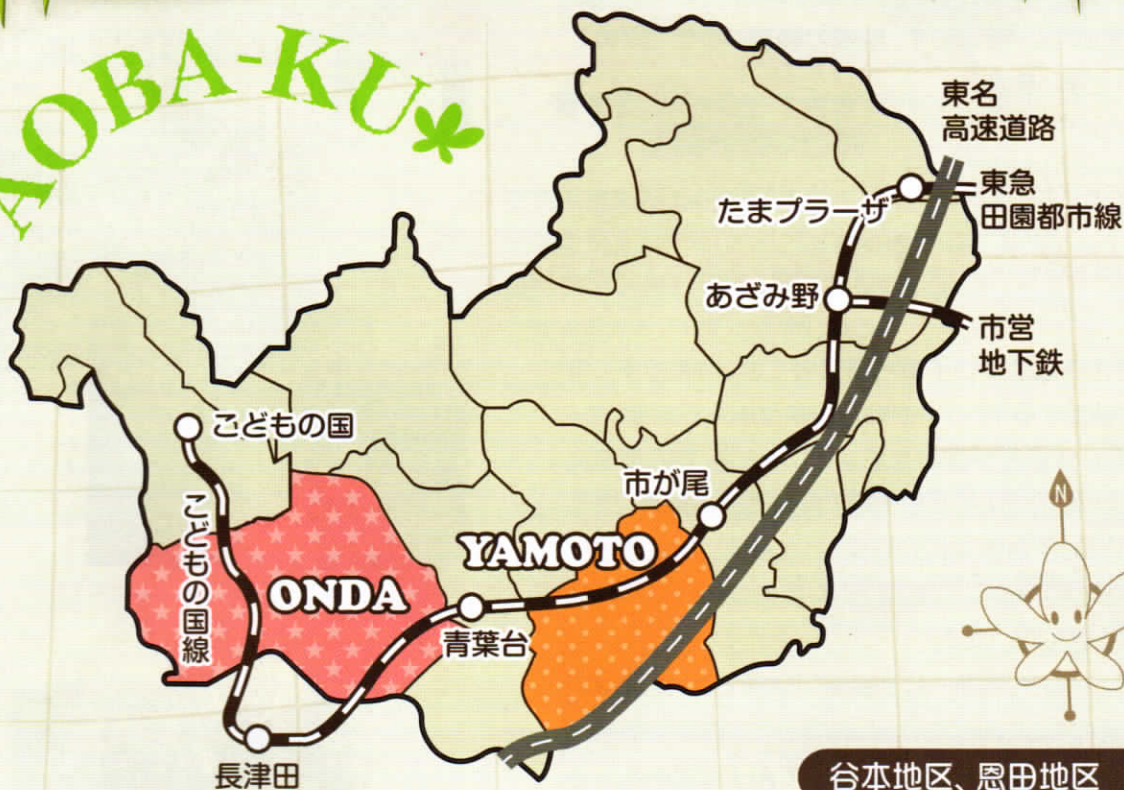 AOBA-KU
東名
高速道路
東急
田園都市線
たまプラーザ
あざみ野
市営
地下鉄
こどもの国
市が尾
こどもの国線
YAMOTO
ONDA
青葉台
長津田
N
谷本地区、恩田地区